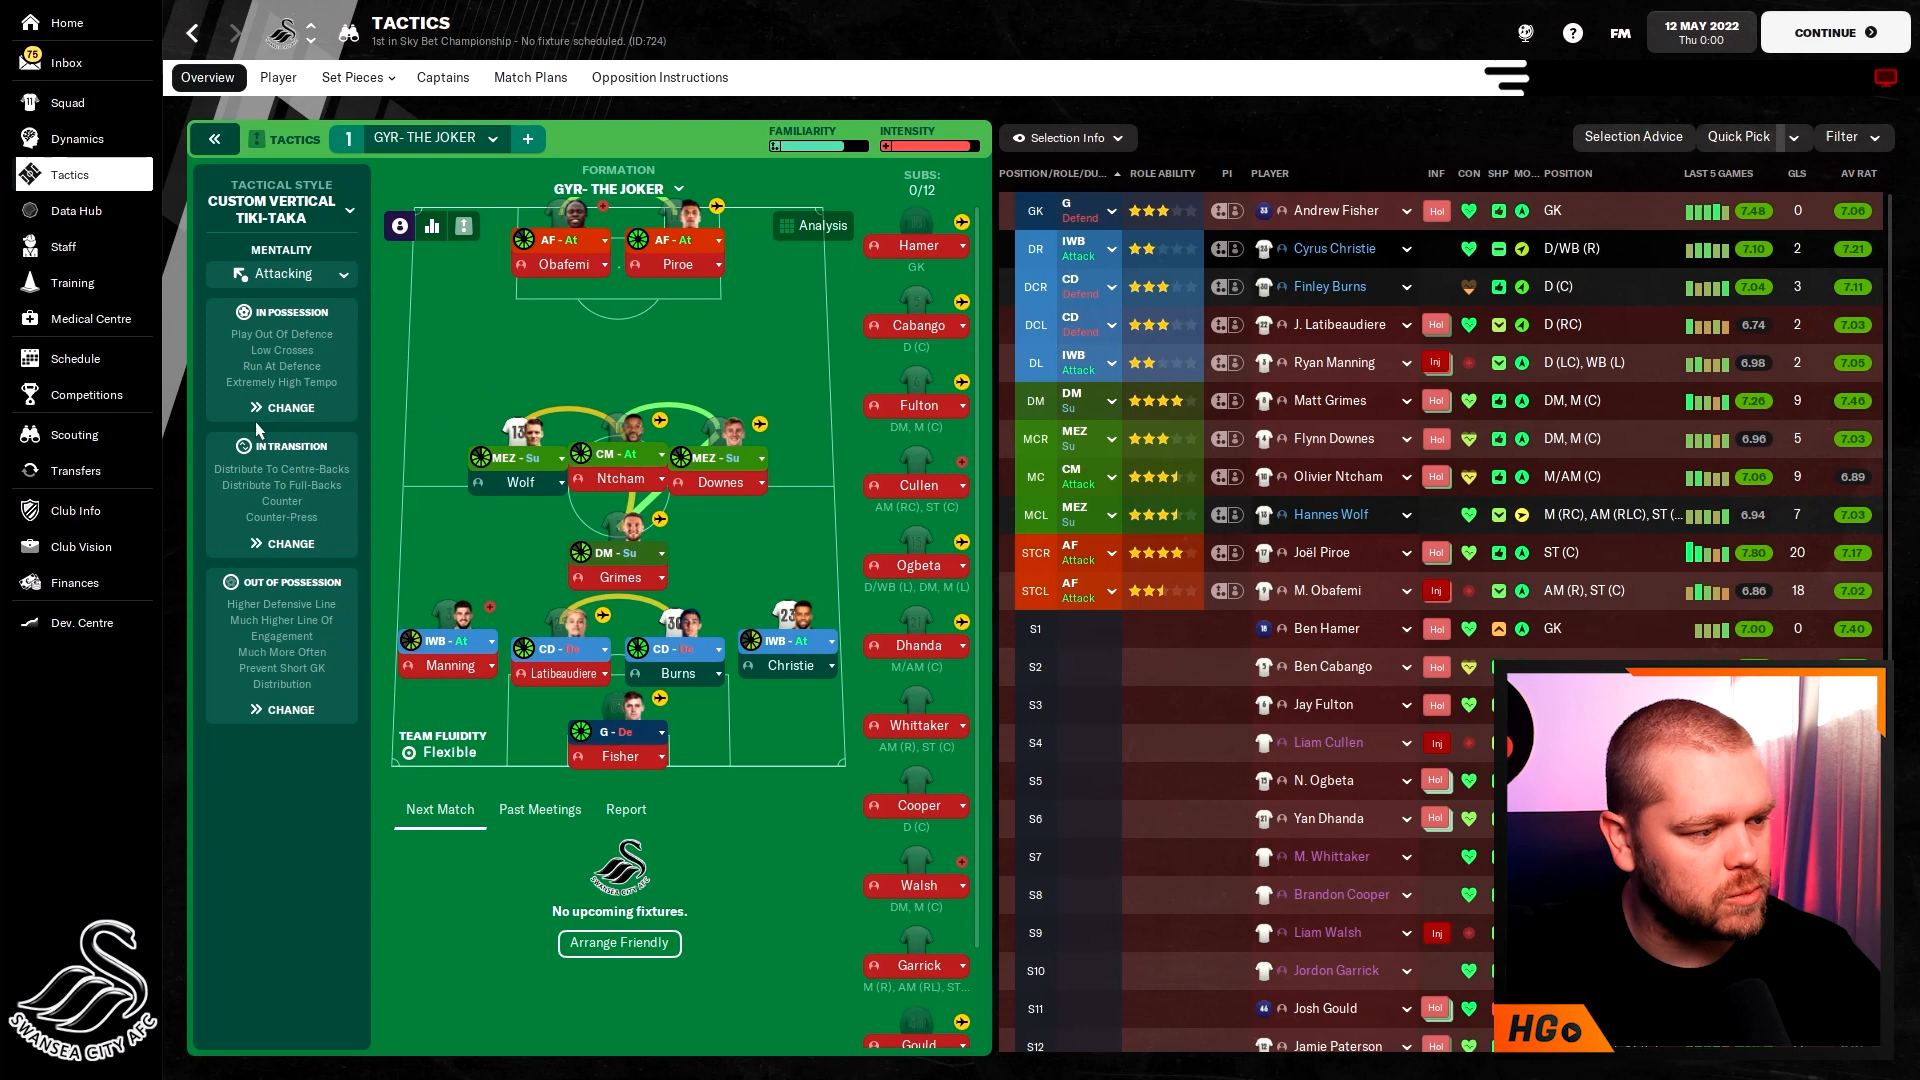 Home
75
Inbox
Squad
Dynamics
Tactics
Data Hub
Staff
Training
Medical Centre
Schedule
Competitions
Scouting
Transfers
Club Info
Club Vision
Finances
Dev. Centre
SWANSEA CITY AFC
TACTICS
1st in Sky Bet Championship - No fixture scheduled. (ID:724)
FM
12 MAY 2022
Thu 0:00
CONTINUE
Overview
Player
Set Pieces
Captains
Match Plans
Opposition Instructions
TACTICS
1
GYR- THE JOKER
FAMILIARITY
INTENSITY
TACTICAL STYLE
CUSTOM VERTICAL
TIKI-TAKA
MENTALITY
Attacking
IN POSSESSION
Play Out Of Defence
Low Crosses
Run At Defence
Extremely High Tempo
CHANGE
IN TRANSITION
Distribute To Centre-Backs
Distribute To Full-Backs
Counter
Counter-Press
CHANGE
OUT OF POSSESSION
Higher Defensive Line
Much Higher Line Of
Engagement
Much More Often
Prevent Short GK
Distribution
CHANGE
FORMATION
GYR- THE JOKER
Analysis
AF - At
Obafemi
AF - At
Piroe
MEZ - Su
Wolf
CM - At
Ntcham
MEZ - Su
Downes
DM - Su
Grimes
IWB - At
Manning
CD - De
Latibeaudiere
CD - De
Burns
IWB - At
Christie
G - De
Fisher
TEAM FLUIDITY
Flexible
SUBS:
0/12
Hamer
GK
Cabango
D (C)
Fulton
DM, M (C)
Cullen
AM (RC), ST (C)
Ogbeta
D/WB (L), DM, M (L)
Dhanda
M/AM (C)
Whittaker
AM (R), ST (C)
Cooper
D (C)
Walsh
DM, M (C)
Garrick
M (R), AM (RL), ST...
Gould
Next Match
Past Meetings
Report
SWANSEA CITY AFC
No upcoming fixtures.
Arrange Friendly
Selection Info
Selection Advice
Quick Pick
Filter
POSITION/ROLE/DU... ROLE ABILITY PI PLAYER INF CON SHP MO... POSITION LAST 5 GAMES GLS AV RAT
GK G Defend Andrew Fisher Hol GK 7.48 0 7.06
DR IWB Attack Cyrus Christie D/WB (R) 7.10 2 7.21
DCR CD Defend Finley Burns D (C) 7.04 3 7.11
DCL CD Defend J. Latibeaudiere Hol D (RC) 6.74 2 7.03
DL IWB Attack Ryan Manning Inj D (LC), WB (L) 6.98 2 7.05
DM DM Su Matt Grimes Hol DM, M (C) 7.26 9 7.46
MCR MEZ Su Flynn Downes Hol DM, M (C) 6.96 5 7.03
MC CM Attack Olivier Ntcham Hol M/AM (C) 7.06 9 6.89
MCL MEZ Su Hannes Wolf M (RC), AM (RLC), ST (... 6.94 7 7.03
STCR AF Attack Joël Piroe Hol ST (C) 7.80 20 7.17
STCL AF Attack M. Obafemi Inj AM (R), ST (C) 6.86 18 7.02
S1 Ben Hamer Hol GK 7.00 0 7.40
S2 Ben Cabango Hol
S3 Jay Fulton Hol
S4 Liam Cullen Inj
S5 N. Ogbeta Hol
S6 Yan Dhanda Hol
S7 M. Whittaker
S8 Brandon Cooper
S9 Liam Walsh Inj
S10 Jordon Garrick
S11 Josh Gould Hol
S12 Jamie Paterson Hol
HG